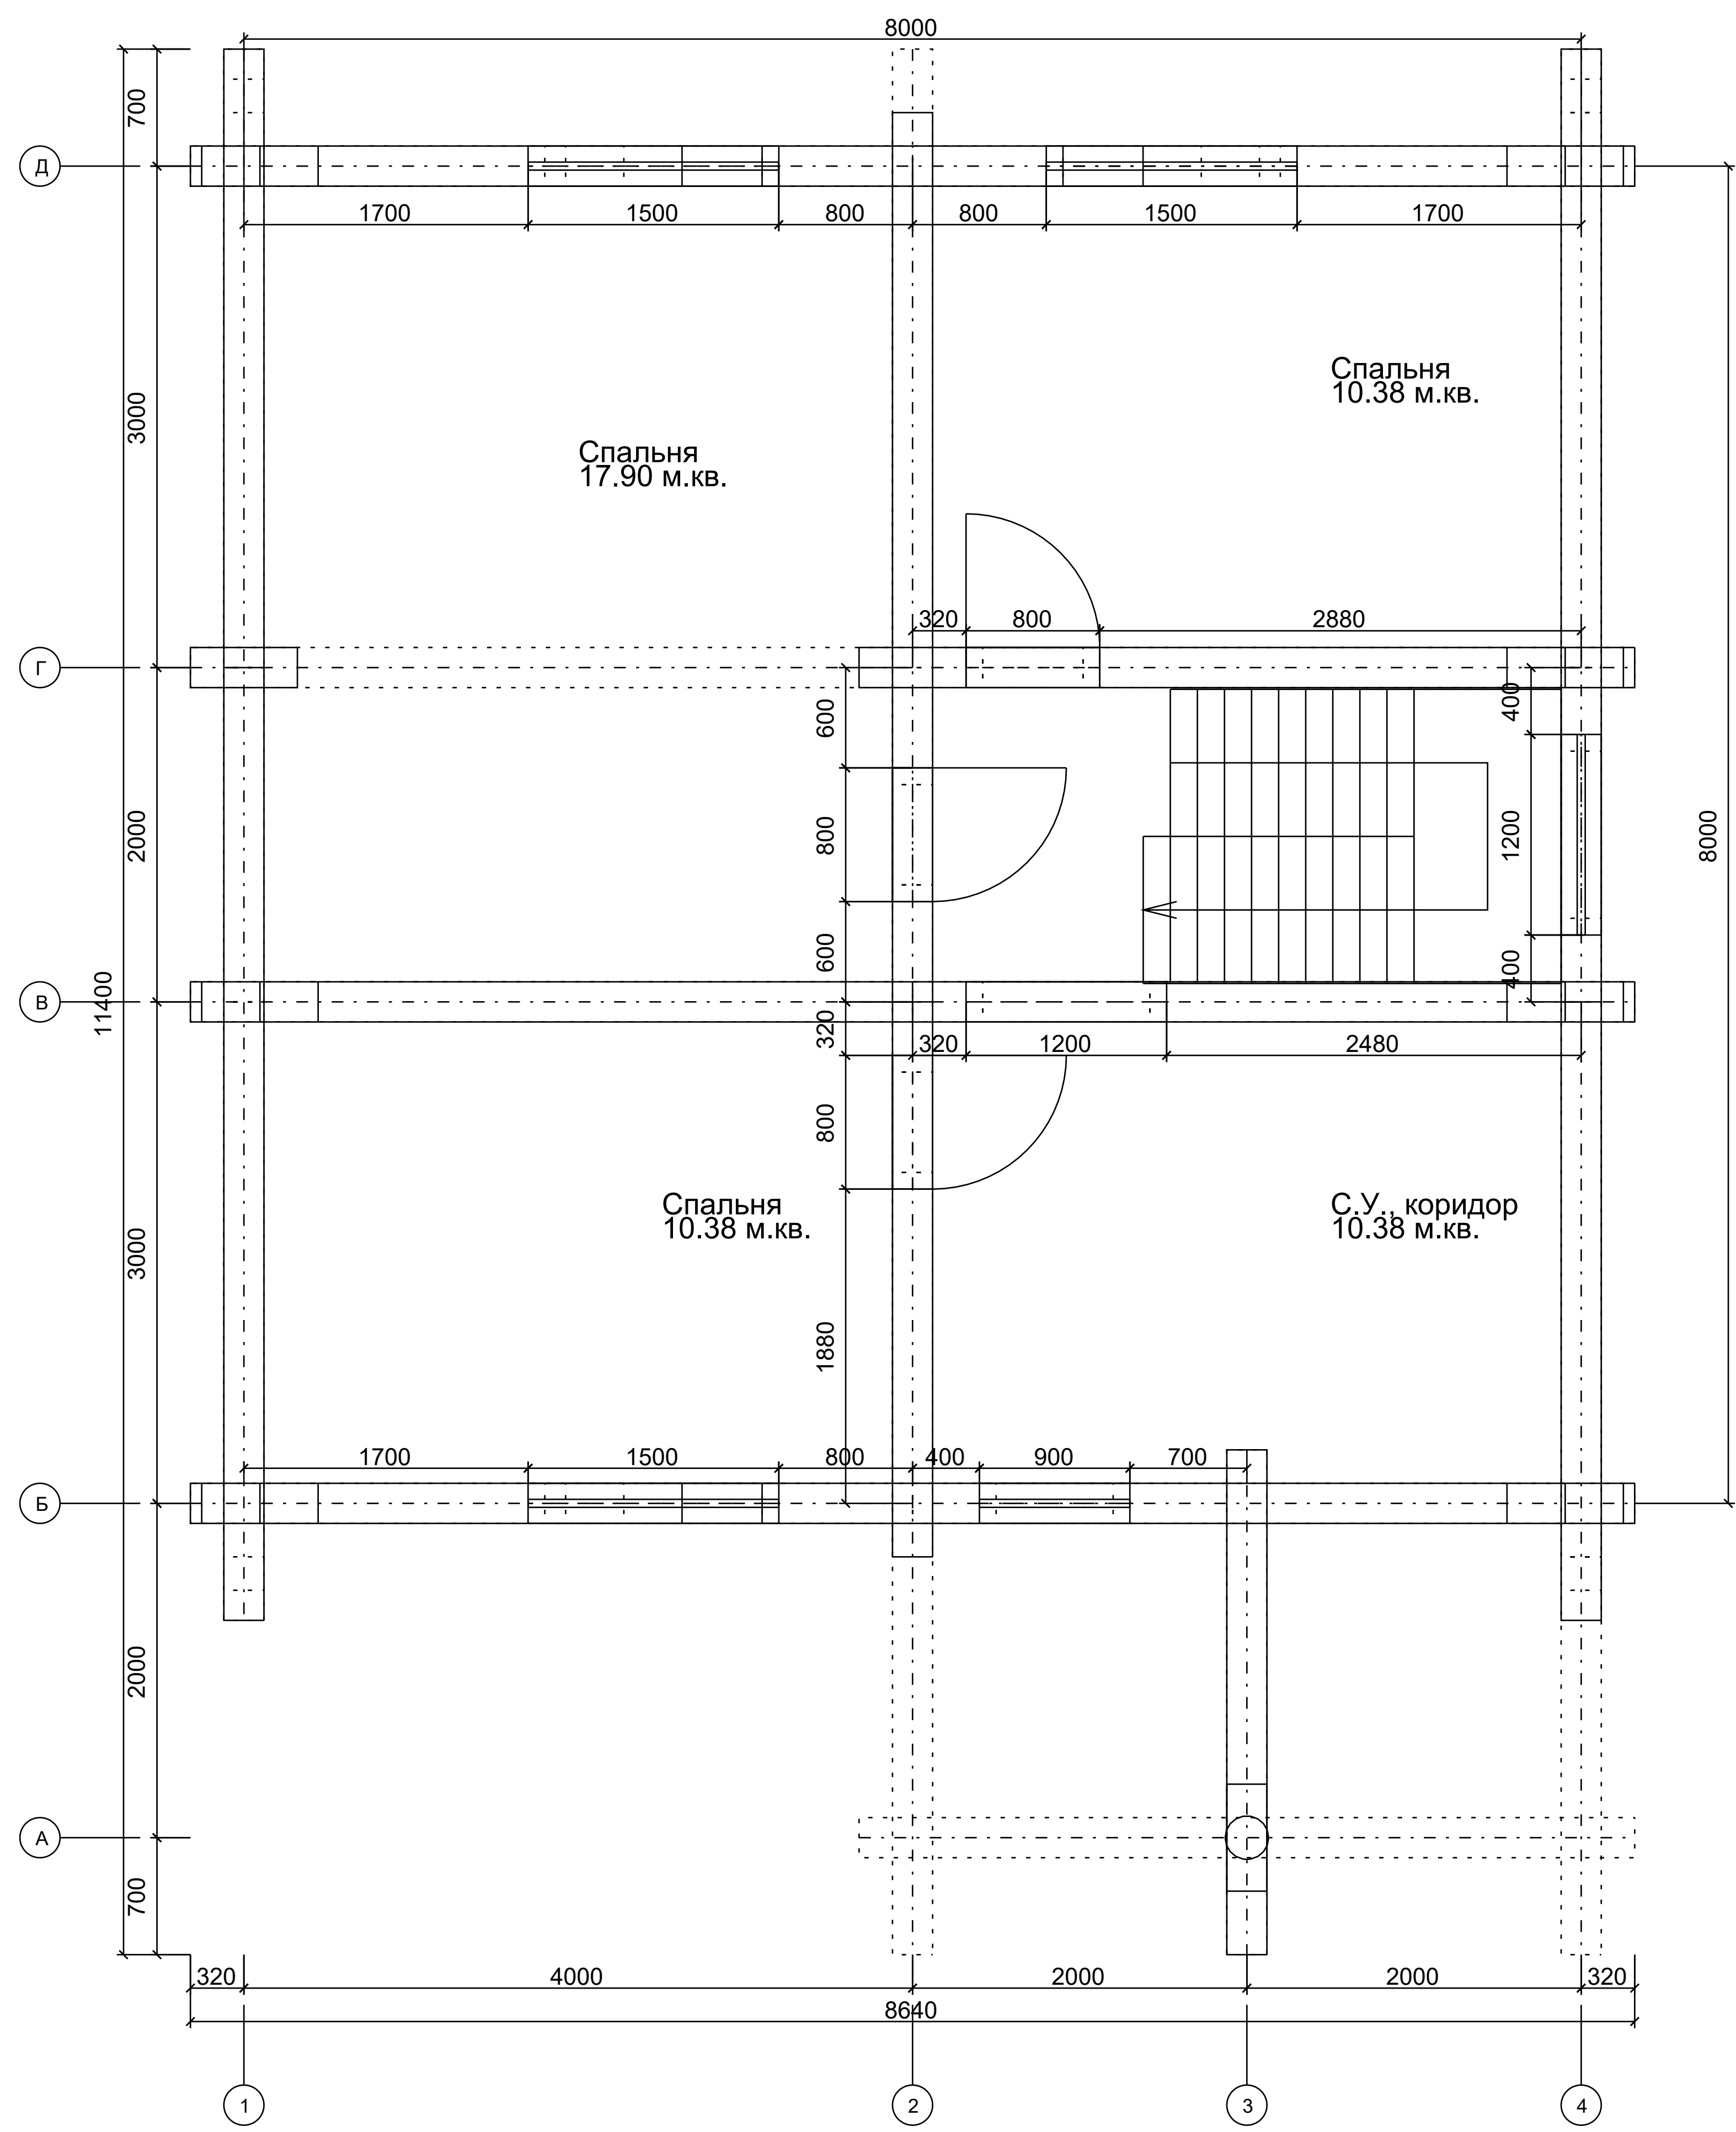 8000
700
Д
1700 1500 800 800 1500 1700
3000
Спальня
10.38 м.кв.
Спальня
17.90 м.кв.
320 800 2880
Г
400
600
2000
800
1200
8000
600
400
В
11400
320
320 1200 2480
800
Спальня
10.38 м.кв.
С.У., коридор
10.38 м.кв.
3000
1880
1700 1500 800 400 900 700
Б
2000
А
700
320 4000 2000 2000 320
8640
1 2 3 4